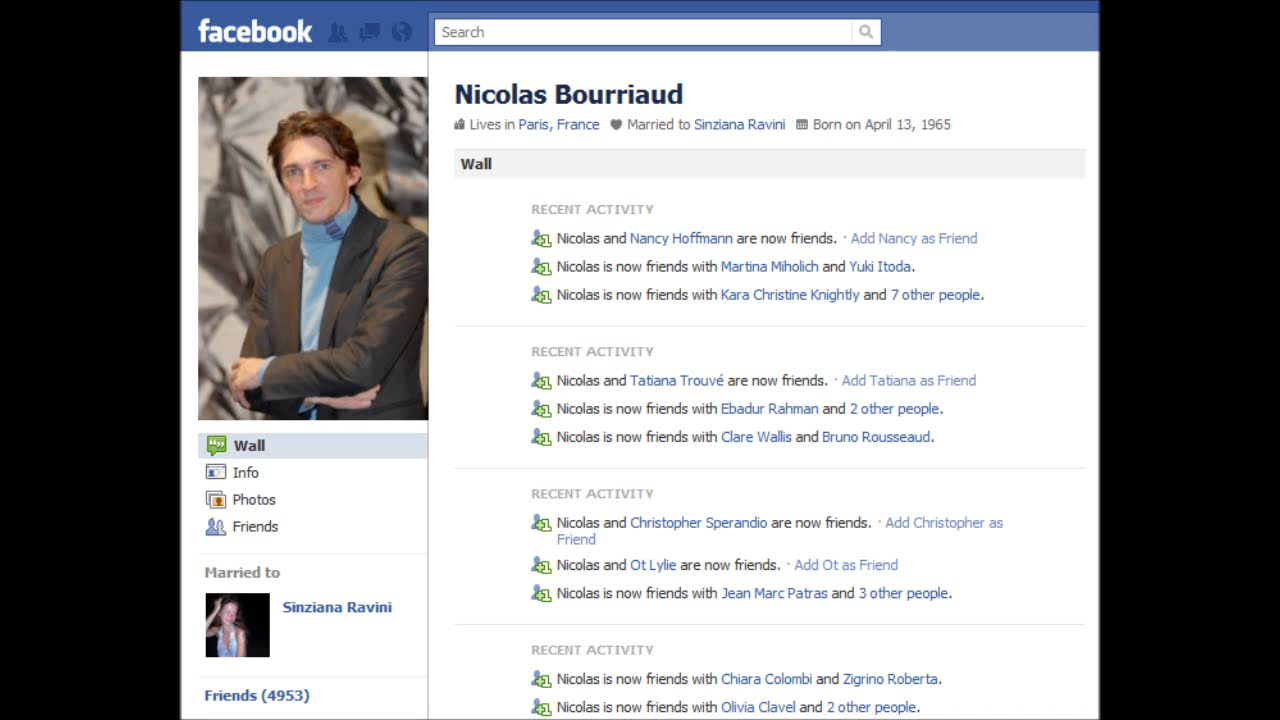 facebook
Search
Nicolas Bourriaud
Lives in Paris, France Married to Sinziana Ravini Born on April 13, 1965
Wall
RECENT ACTIVITY
Nicolas and Nancy Hoffmann are now friends. · Add Nancy as Friend
Nicolas is now friends with Martina Miholich and Yuki Itoda.
Nicolas is now friends with Kara Christine Knightly and 7 other people.
RECENT ACTIVITY
Nicolas and Tatiana Trouvé are now friends. · Add Tatiana as Friend
Nicolas is now friends with Ebadur Rahman and 2 other people.
Nicolas is now friends with Clare Wallis and Bruno Rousseaud.
RECENT ACTIVITY
Nicolas and Christopher Sperandio are now friends. · Add Christopher as
Friend
Nicolas and Ot Lylie are now friends. · Add Ot as Friend
Nicolas is now friends with Jean Marc Patras and 3 other people.
RECENT ACTIVITY
Nicolas is now friends with Chiara Colombi and Zigrino Roberta.
Nicolas is now friends with Olivia Clavel and 2 other people.
Wall
Info
Photos
Friends
Married to
Sinziana Ravini
Friends (4953)